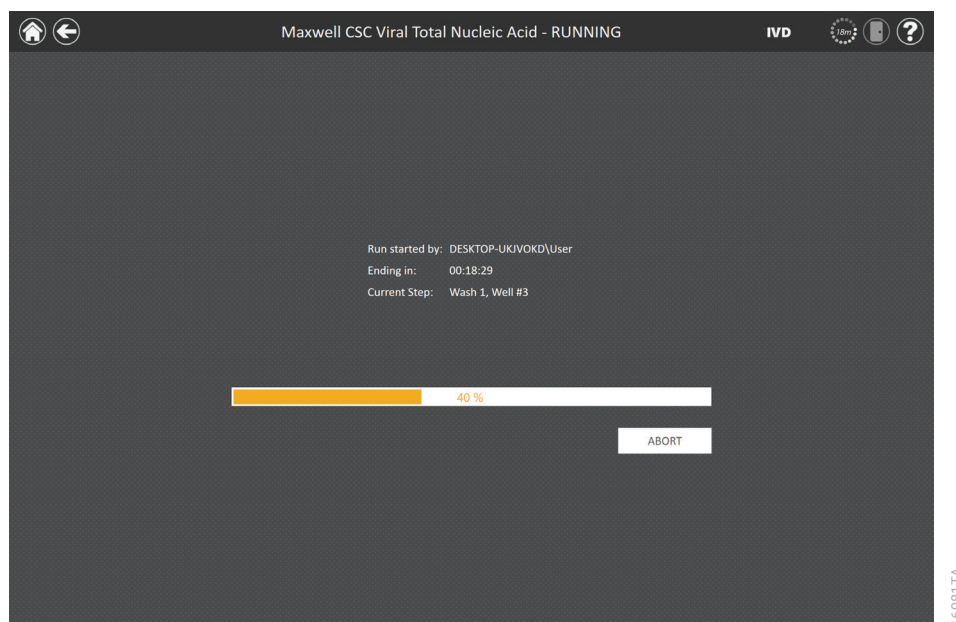 Maxwell CSC Viral Total Nucleic Acid - RUNNING
IVD
18m
?
Run started by: DESKTOP-UKJVOKD\User
Ending in: 00:18:29
Current Step: Wash 1, Well #3
40 %
ABORT